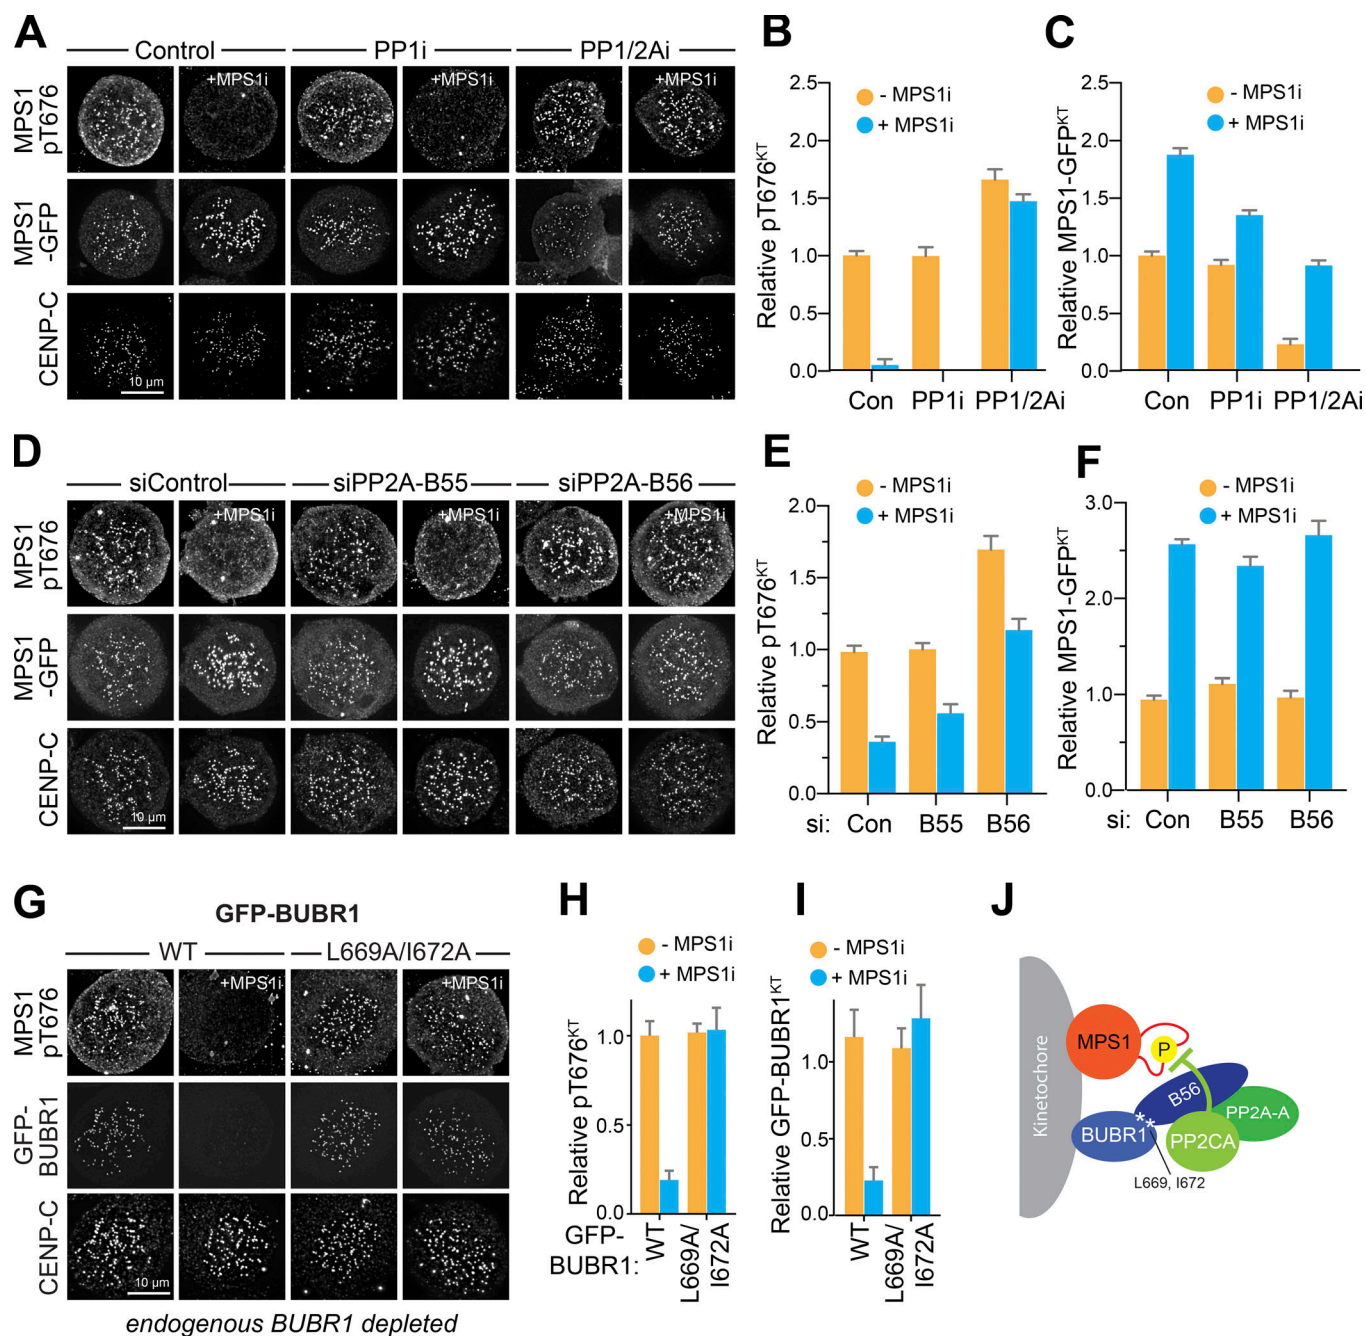 A
Control
PP1i
PP1/2Ai
+MPS1i
+MPS1i
+MPS1i
MPS1
pT676
MPS1
-GFP
CENP-C
10 µm
B
- MPS1i
+ MPS1i
Relative pT676KT
2.5
2.0
1.5
1.0
0.5
0.0
Con
PP1i
PP1/2Ai
C
- MPS1i
+ MPS1i
Relative MPS1-GFPKT
2.5
2.0
1.5
1.0
0.5
0.0
Con
PP1i
PP1/2Ai
D
siControl
siPP2A-B55
siPP2A-B56
+MPS1i
+MPS1i
+MPS1i
MPS1
pT676
MPS1
-GFP
CENP-C
10 µm
E
- MPS1i
+ MPS1i
Relative pT676KT
2.0
1.5
1.0
0.5
0.0
si:
Con
B55
B56
F
- MPS1i
+ MPS1i
Relative MPS1-GFPKT
3.0
2.0
1.0
0.0
si:
Con
B55
B56
G
GFP-BUBR1
WT
L669A/I672A
+MPS1i
+MPS1i
MPS1
pT676
GFP-
BUBR1
CENP-C
10 µm
endogenous BUBR1 depleted
H
- MPS1i
+ MPS1i
Relative pT676KT
1.0
0.5
0.0
GFP-
BUBR1:
WT
L669A/
I672A
I
- MPS1i
+ MPS1i
Relative GFP-BUBR1KT
1.0
0.5
0.0
WT
L669A/
I672A
J
Kinetochore
MPS1
P
B56
PP2A-A
BUBR1
**
PP2CA
L669, I672